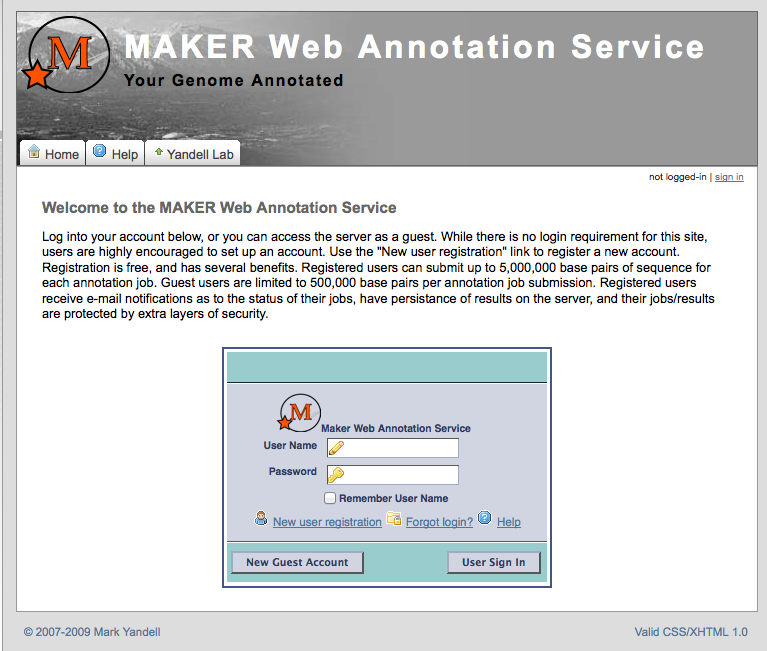 M
MAKER Web Annotation Service
Your Genome Annotated
Home Help Yandell Lab
not logged-in | sign in
Welcome to the MAKER Web Annotation Service
Log into your account below, or you can access the server as a guest. While there is no login requirement for this site,
users are highly encouraged to set up an account. Use the "New user registration" link to register a new account.
Registration is free, and has several benefits. Registered users can submit up to 5,000,000 base pairs of sequence for
each annotation job. Guest users are limited to 500,000 base pairs per annotation job submission. Registered users
receive e-mail notifications as to the status of their jobs, have persistance of results on the server, and their jobs/results
are protected by extra layers of security.
M
Maker Web Annotation Service
User Name
Password
Remember User Name
New user registration Forgot login? Help
New Guest Account User Sign In
© 2007-2009 Mark Yandell Valid CSS/XHTML 1.0